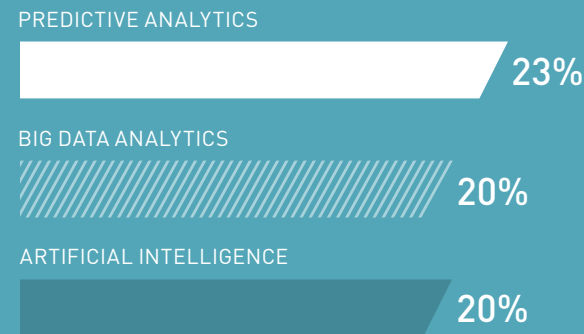 PREDICTIVE ANALYTICS
23%
BIG DATA ANALYTICS
20%
ARTIFICIAL INTELLIGENCE
20%